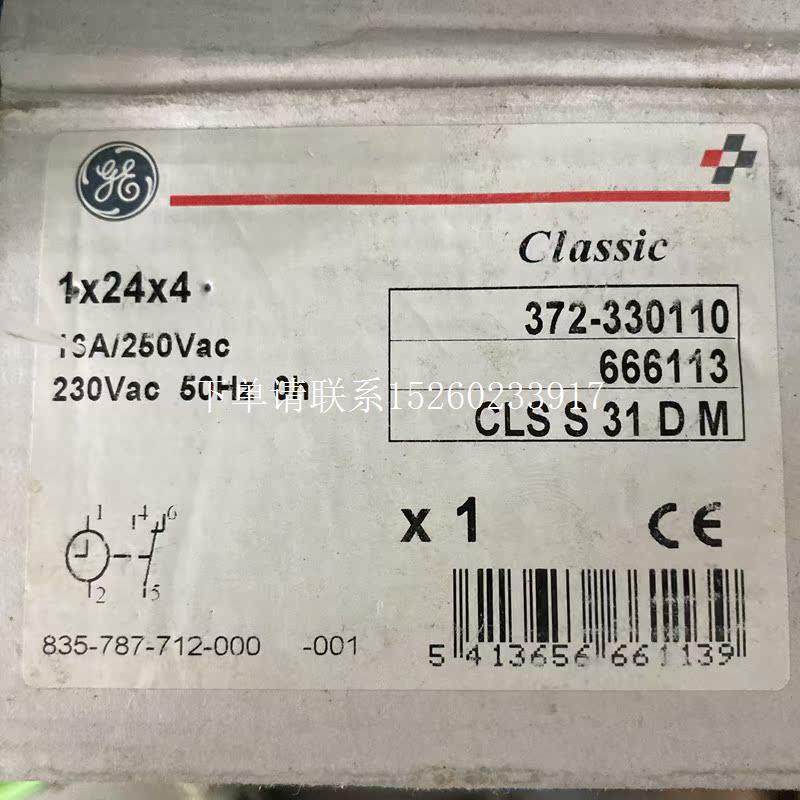 GE
Classic
1x24x4
372-330110
16A/250Vac
666113
230Vac 50Hz
下单请联系15260233917
CLS S 31 D M
x 1
CE
1
4 6
2
5
835-787-712-000 -001
5 413656 661139